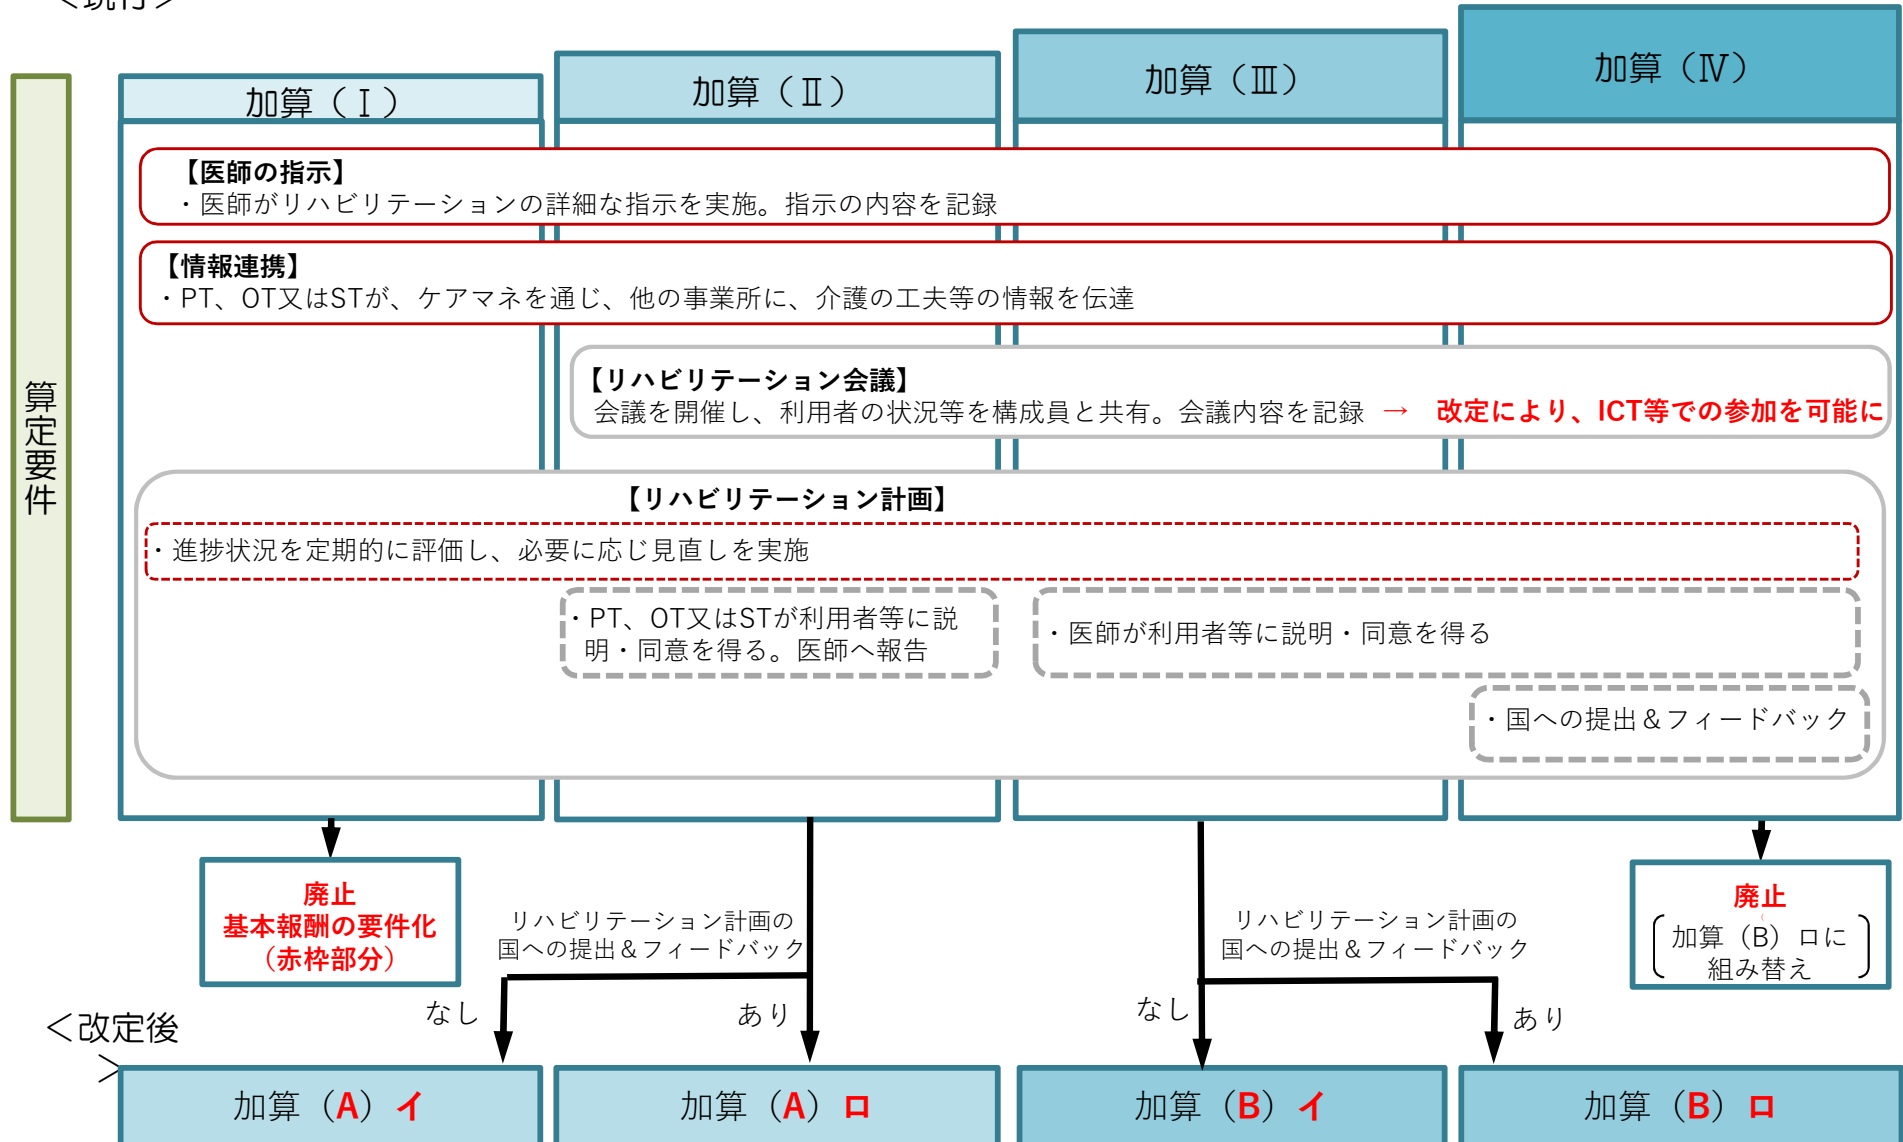 ＜現行＞
加算（Ⅰ）
加算（Ⅱ）
加算（Ⅲ）
加算（Ⅳ）
算定要件
【医師の指示】
・医師がリハビリテーションの詳細な指示を実施。指示の内容を記録
【情報連携】
・PT、OT又はSTが、ケアマネを通じ、他の事業所に、介護の工夫等の情報を伝達
【リハビリテーション会議】
会議を開催し、利用者の状況等を構成員と共有。会議内容を記録 → 改定により、ICT等での参加を可能に
【リハビリテーション計画】
・進捗状況を定期的に評価し、必要に応じ見直しを実施
・PT、OT又はSTが利用者等に説
明・同意を得る。医師へ報告
・医師が利用者等に説明・同意を得る
・国への提出＆フィードバック
廃止
基本報酬の要件化
（赤枠部分）
リハビリテーション計画の
国への提出＆フィードバック
なし
あり
リハビリテーション計画の
国への提出＆フィードバック
なし
あり
廃止
加算（B）ロに
組み替え
＜改定後
＞
加算（A）イ
加算（A）ロ
加算（B）イ
加算（B）ロ